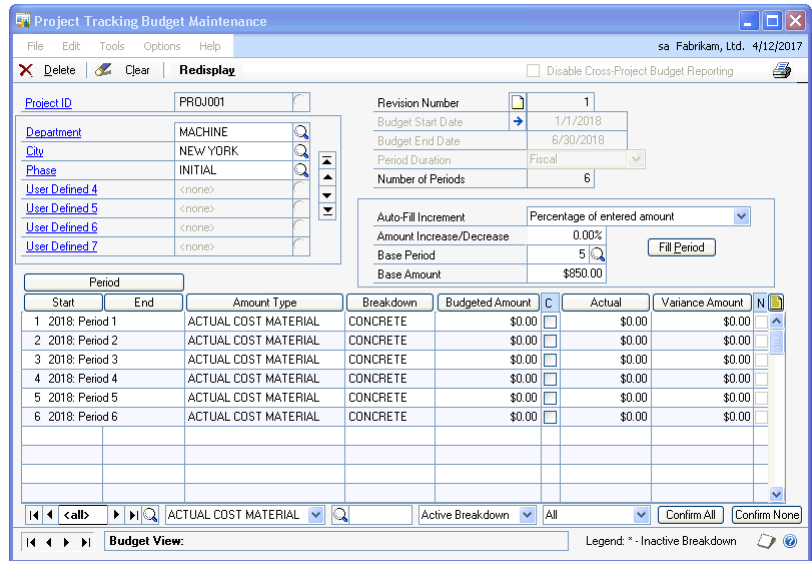 Project Tracking Budget Maintenance
File Edit Tools Options Help sa Fabrikam, Ltd. 4/12/2017
Delete Clear Redisplay Disable Cross-Project Budget Reporting
Project ID PROJ001 Revision Number 1
Budget Start Date 1/1/2018
Department MACHINE Budget End Date 6/30/2018
City NEW YORK Period Duration Fiscal
Phase INITIAL Number of Periods 6
User Defined 4 <none>
User Defined 5 <none> Auto-Fill Increment Percentage of entered amount
User Defined 6 <none> Amount Increase/Decrease 0.00%
User Defined 7 <none> Base Period 5 Fill Period
Base Amount $850.00
Period
Start End Amount Type Breakdown Budgeted Amount C Actual Variance Amount N
1 2018: Period 1 ACTUAL COST MATERIAL CONCRETE $0.00 $0.00 $0.00
2 2018: Period 2 ACTUAL COST MATERIAL CONCRETE $0.00 $0.00 $0.00
3 2018: Period 3 ACTUAL COST MATERIAL CONCRETE $0.00 $0.00 $0.00
4 2018: Period 4 ACTUAL COST MATERIAL CONCRETE $0.00 $0.00 $0.00
5 2018: Period 5 ACTUAL COST MATERIAL CONCRETE $0.00 $0.00 $0.00
6 2018: Period 6 ACTUAL COST MATERIAL CONCRETE $0.00 $0.00 $0.00
<all> ACTUAL COST MATERIAL Active Breakdown All Confirm All Confirm None
Budget View: Legend: * - Inactive Breakdown